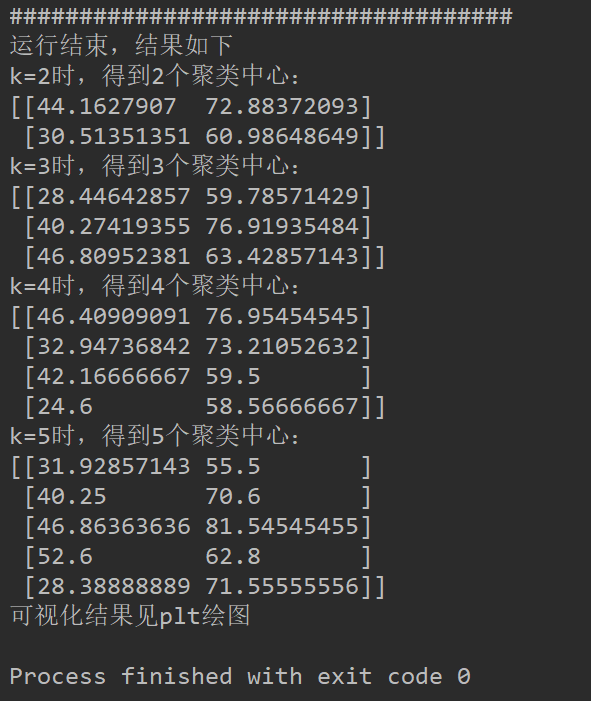 ####################################
运行结束，结果如下
k=2时，得到2个聚类中心：
[[44.1627907  72.88372093]
 [30.51351351 60.98648649]]
k=3时，得到3个聚类中心：
[[28.44642857 59.78571429]
 [40.27419355 76.91935484]
 [46.80952381 63.42857143]]
k=4时，得到4个聚类中心：
[[46.40909091 76.95454545]
 [32.94736842 73.21052632]
 [42.16666667 59.5       ]
 [24.6        58.56666667]]
k=5时，得到5个聚类中心：
[[31.92857143 55.5       ]
 [40.25       70.6       ]
 [46.86363636 81.54545455]
 [52.6        62.8       ]
 [28.38888889 71.55555556]]
可视化结果见plt绘图
Process finished with exit code 0